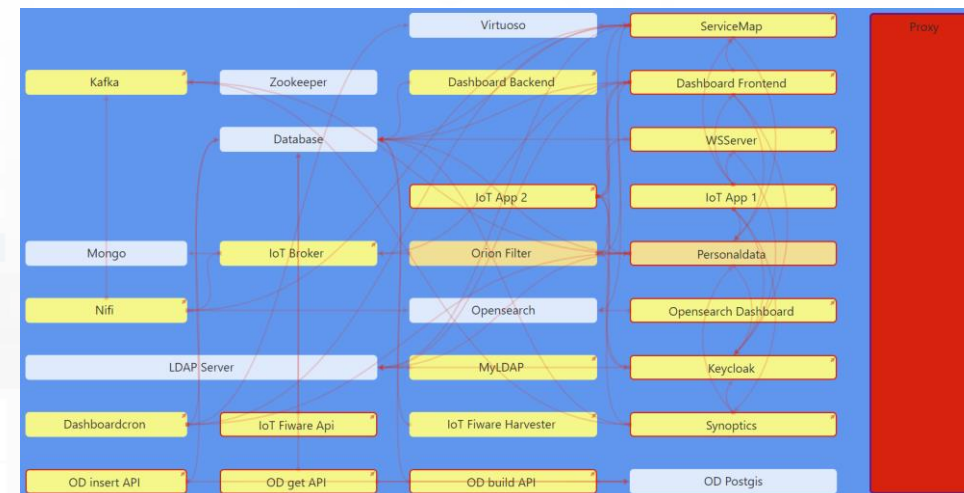 Virtuoso
ServiceMap
Proxy
Kafka
Zookeeper
Dashboard Backend
Dashboard Frontend
Database
WSServer
IoT App 2
IoT App 1
Mongo
IoT Broker
Orion Filter
Personaldata
Nifi
Opensearch
Opensearch Dashboard
LDAP Server
MyLDAP
Keycloak
Dashboardcron
IoT Fiware Api
IoT Fiware Harvester
Synoptics
OD insert API
OD get API
OD build API
OD Postgis